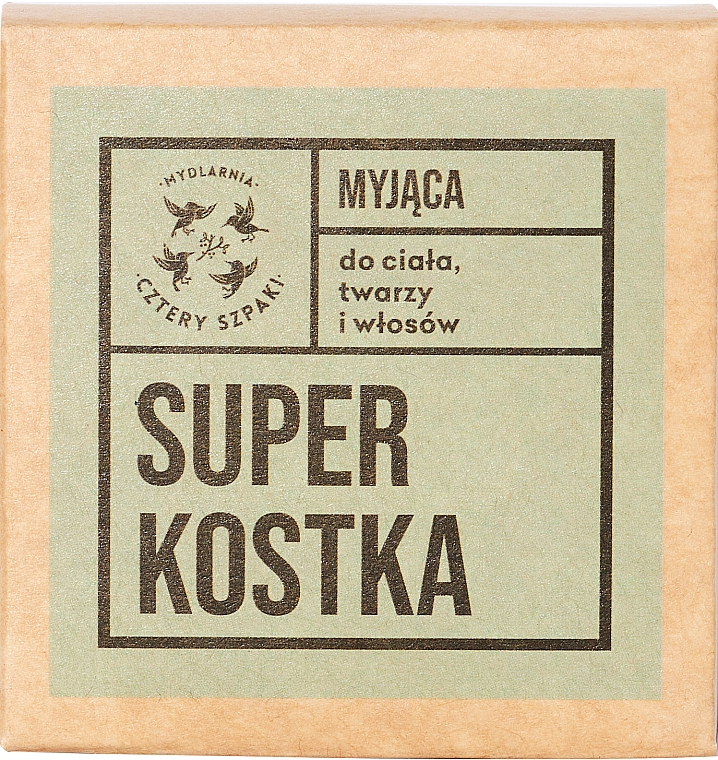 ·MYDLARNIA·
·CZTERY SZPAKI·
MYJĄCA
do ciała,
twarzy
i włosów
SUPER
KOSTKA